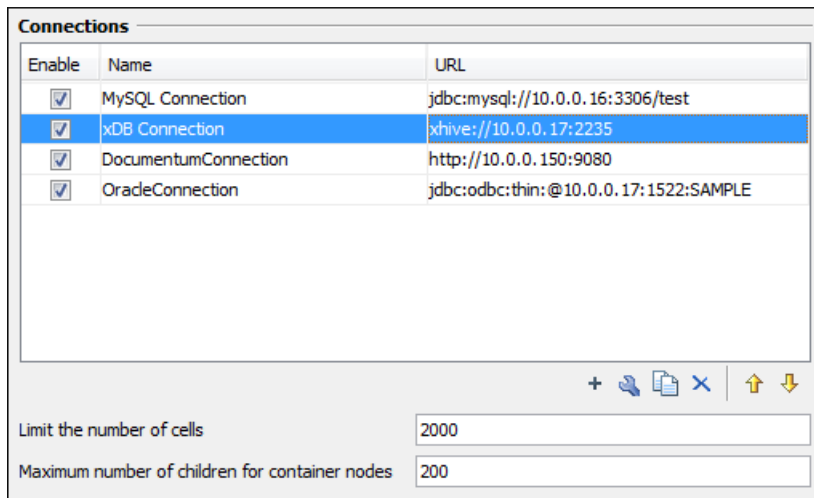 Connections
Enable Name URL
MySQL Connection jdbc:mysql://10.0.0.16:3306/test
xDB Connection xhive://10.0.0.17:2235
DocumentumConnection http://10.0.0.150:9080
OracleConnection jdbc:odbc:thin:@10.0.0.17:1522:SAMPLE
Limit the number of cells 2000
Maximum number of children for container nodes 200